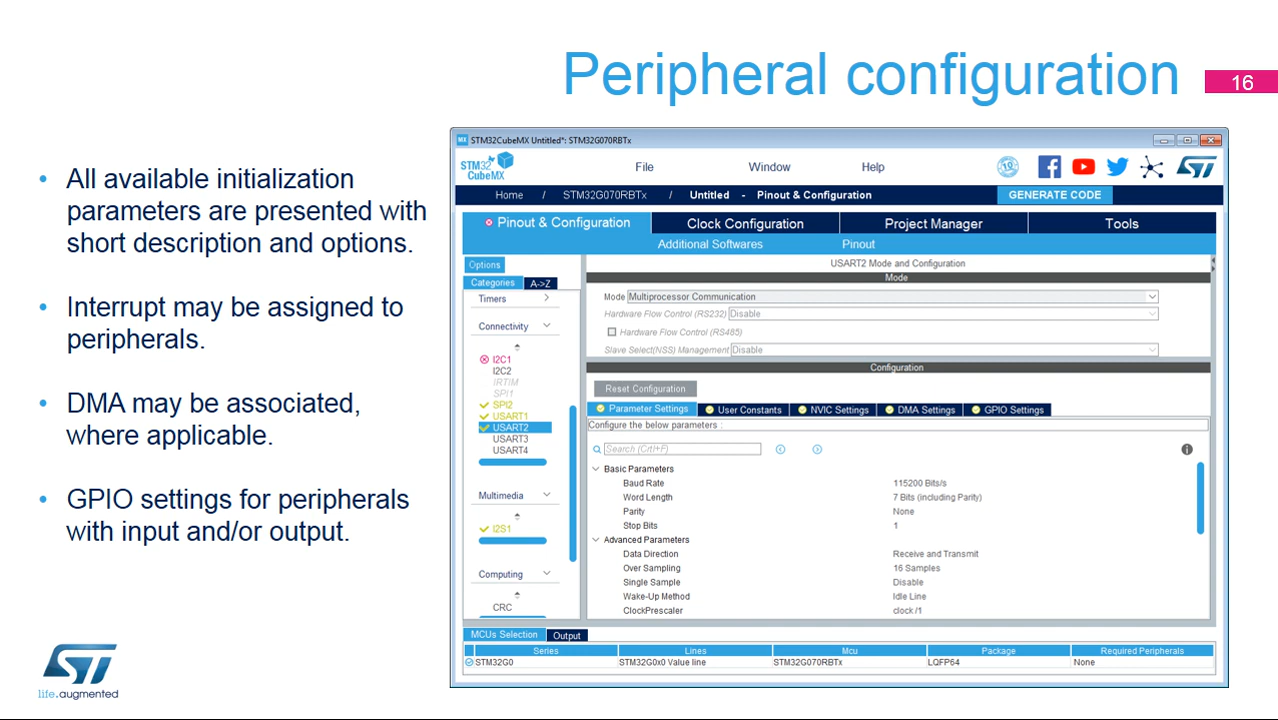 Peripheral configuration
16
• All available initialization
parameters are presented with
short description and options.
• Interrupt may be assigned to
peripherals.
• DMA may be associated,
where applicable.
• GPIO settings for peripherals
with input and/or output.
life.augmented
MX STM32CubeMX Untitled*: STM32G070RBTx
STM32
CubeMX
File Window Help
Home / STM32G070RBTx / Untitled - Pinout & Configuration GENERATE CODE
Pinout & Configuration Clock Configuration Project Manager Tools
Additional Softwares Pinout
Options
Categories A->Z
Timers
Connectivity
I2C1
I2C2
IRTIM
SPI1
SPI2
USART1
USART2
USART3
USART4
Multimedia
I2S1
Computing
CRC
USART2 Mode and Configuration
Mode
Mode Multiprocessor Communication
Hardware Flow Control (RS232) Disable
Hardware Flow Control (RS485)
Slave Select(NSS) Management Disable
Configuration
Reset Configuration
Parameter Settings User Constants NVIC Settings DMA Settings GPIO Settings
Configure the below parameters :
Search (CrtI+F)
Basic Parameters
Baud Rate 115200 Bits/s
Word Length 7 Bits (including Parity)
Parity None
Stop Bits 1
Advanced Parameters
Data Direction Receive and Transmit
Over Sampling 16 Samples
Single Sample Disable
Wake-Up Method Idle Line
ClockPrescaler clock /1
MCUs Selection Output
Series Lines Mcu Package Required Peripherals
STM32G0 STM32G0x0 Value line STM32G070RBTx LQFP64 None